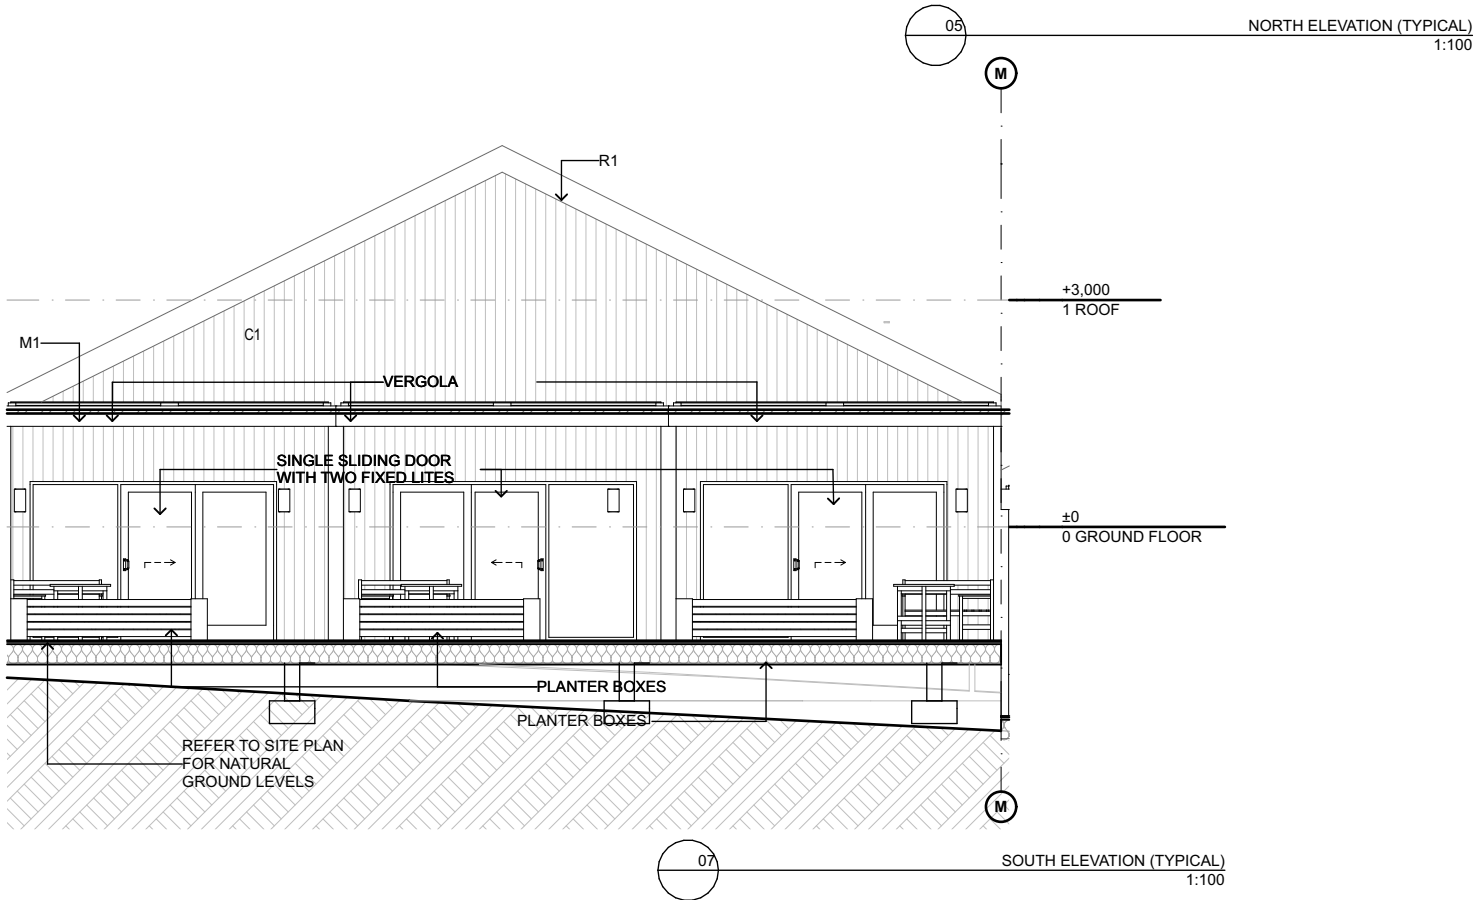 05
NORTH ELEVATION (TYPICAL)
1:100
M
R1
+3,000
1 ROOF
C1
M1
VERGOLA
SINGLE SLIDING DOOR
WITH TWO FIXED LITES
±0
0 GROUND FLOOR
PLANTER BOXES
PLANTER BOXES
REFER TO SITE PLAN
FOR NATURAL
GROUND LEVELS
M
07
SOUTH ELEVATION (TYPICAL)
1:100